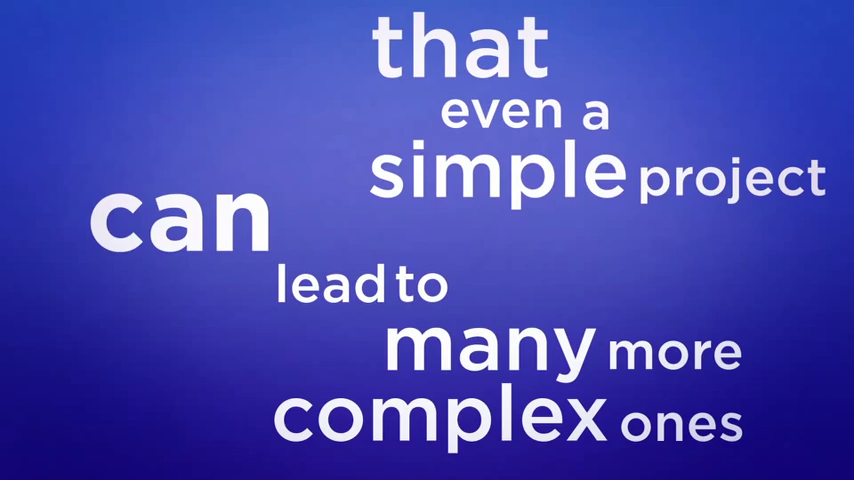 that
even a
simple project
can
lead to
many more
complex ones